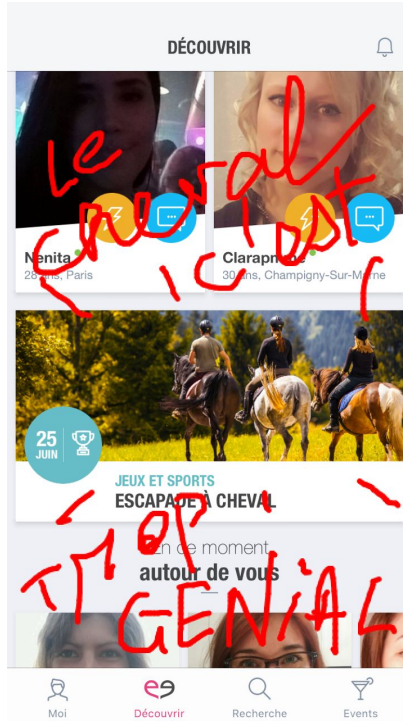 DÉCOUVRIR
Le
cheval
c'est
Nenita
28 ans, Paris
30 ans, Champigny-Sur-Marne
25
JUIN
JEUX ET SPORTS
ESCAPADE À CHEVAL
En ce moment
autour de vous
TROP
GENiAL
Moi
Découvrir
Recherche
Events